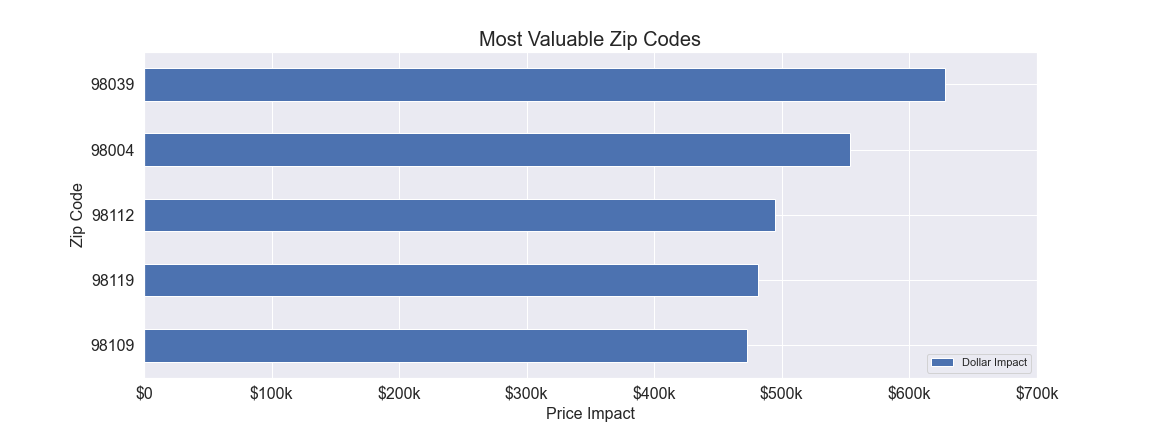 Most Valuable Zip Codes
Zip Code
98039
98004
98112
98119
98109
Dollar Impact
$0 $100k $200k $300k $400k $500k $600k $700k
Price Impact